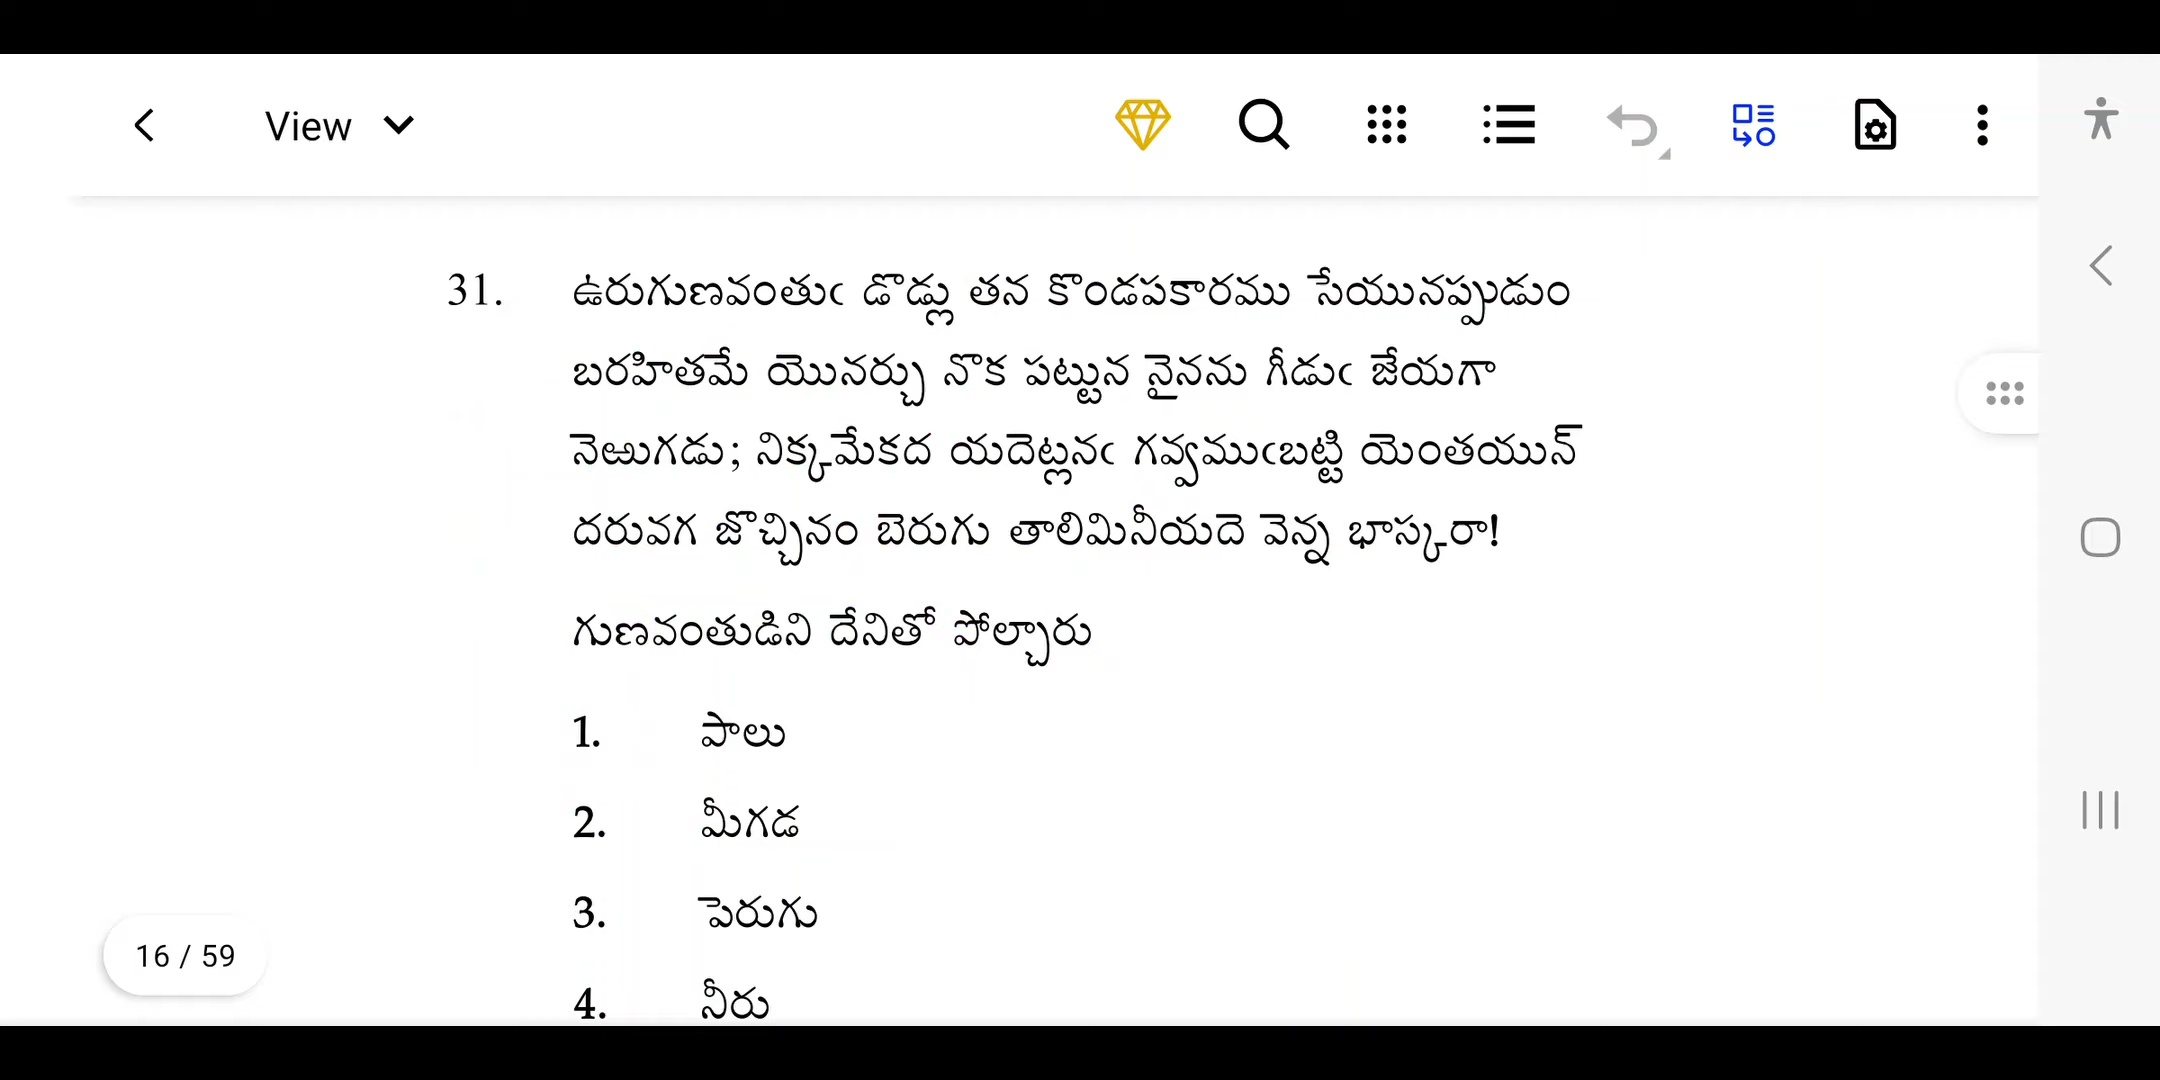 View
31. ఉరుగుణవంతుఁ డొడ్లు తన కొండపకారము సేయునప్పుడుం
బరహితమే యొనర్చు నొక పట్టున నైనను గీడుఁ జేయగా
నెఱుగడు; నిక్కమేకద యదెట్లనఁ గవ్వముఁబట్టి యెంతయున్
దరువగ జొచ్చినం బెరుగు తాలిమినీయదె వెన్న భాస్కరా!
గుణవంతుడిని దేనితో పోల్చారు
1. పాలు
2. మీగడ
3. పెరుగు
4. నీరు
16 / 59